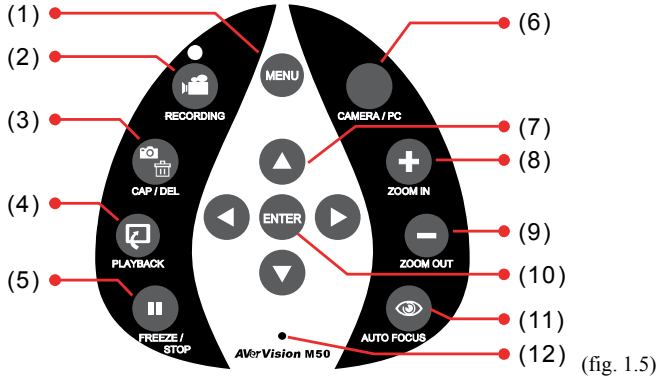 (1)
(2)
(3)
(4)
(5)
MENU
RECORDING
CAP / DEL
PLAYBACK
FREEZE /
STOP
ENTER
CAMERA / PC
ZOOM IN
ZOOM OUT
AUTO FOCUS
AVerVision M50
(6)
(7)
(8)
(9)
(10)
(11)
(12)
(fig. 1.5)